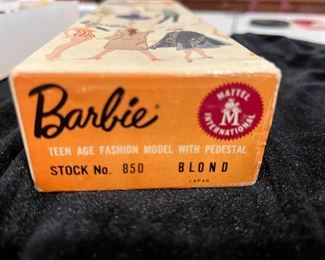 Barbie
TEEN AGE FASHION MODEL WITH PEDESTAL
STOCK No. 850 BLOND
JAPAN
MATTEL
M
INTERNATIONAL